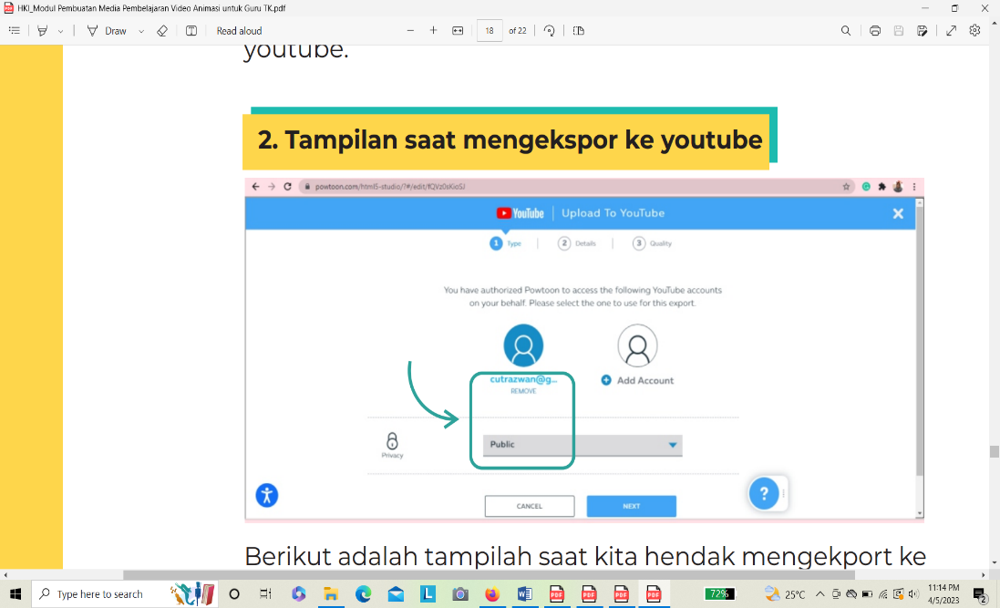 HKI_Modul Pembuatan Media Pembelajaran Video Animasi untuk Guru TK.pdf
Draw
Read aloud
18
of 22
youtube.
2. Tampilan saat mengekspor ke youtube
powtoon.com/html5-studio/?#/edit/fQVz0sKioSJ
YouTube
Upload To YouTube
1 Type
2 Details
3 Quality
You have authorized Powtoon to access the following YouTube accounts
on your behalf. Please select the one to use for this export.
cutrazwan@g...
Add Account
REMOVE
Public
Privacy
CANCEL
NEXT
?
Berikut adalah tampilah saat kita hendak mengekport ke
Type here to search
72%
25°C
11:14 PM
4/5/2023
2